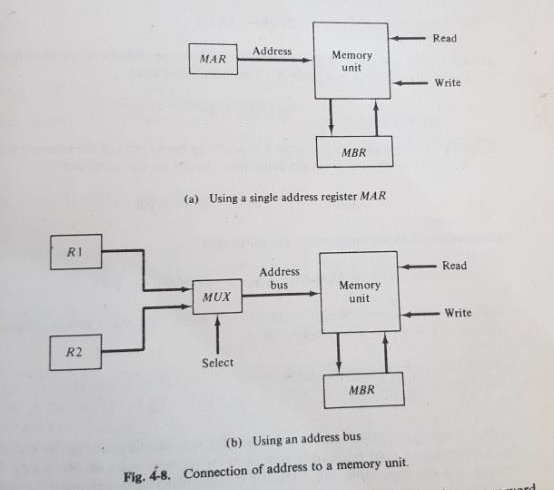 Read
Address
MAR
Memory
unit
Write
MBR
(a) Using a single address register MAR
R1
Address
bus
Read
MUX
Memory
unit
Write
R2
Select
MBR
(b) Using an address bus
Fig. 4-8. Connection of address to a memory unit.